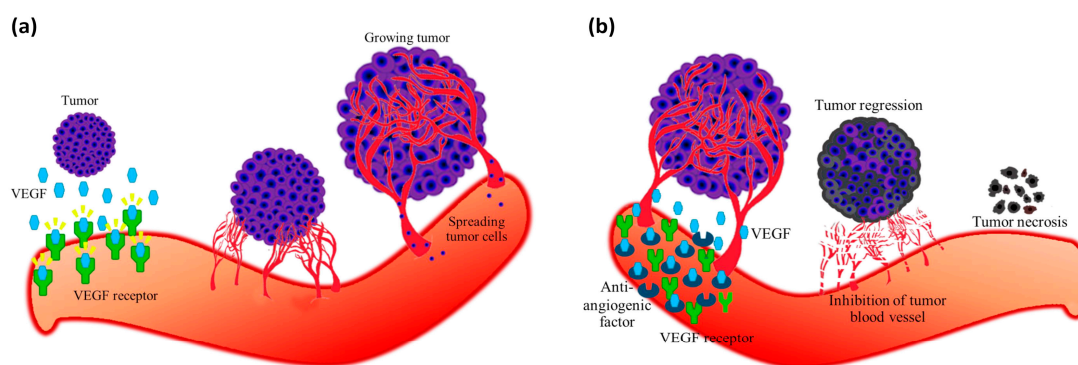 (a)
Growing tumor
Tumor
VEGF
Spreading
tumor cells
VEGF receptor
(b)
Tumor regression
VEGF
Tumor necrosis
Anti-
angiogenic
factor
Inhibition of tumor
blood vessel
VEGF receptor